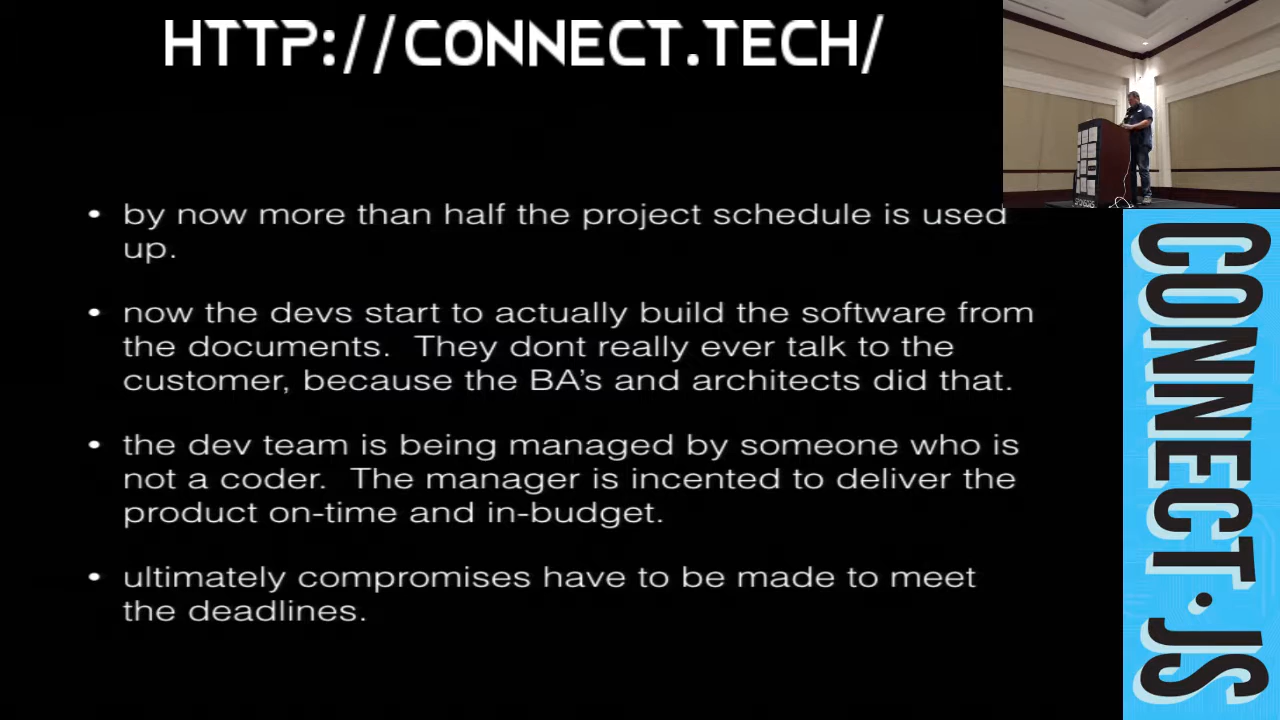 HTTP://CONNECT.TECH/
• by now more than half the project schedule is used
up.
• now the devs start to actually build the software from
the documents.  They dont really ever talk to the
customer, because the BA’s and architects did that.
• the dev team is being managed by someone who is
not a coder.  The manager is incented to deliver the
product on-time and in-budget.
• ultimately compromises have to be made to meet
the deadlines.
CONNECT.JS